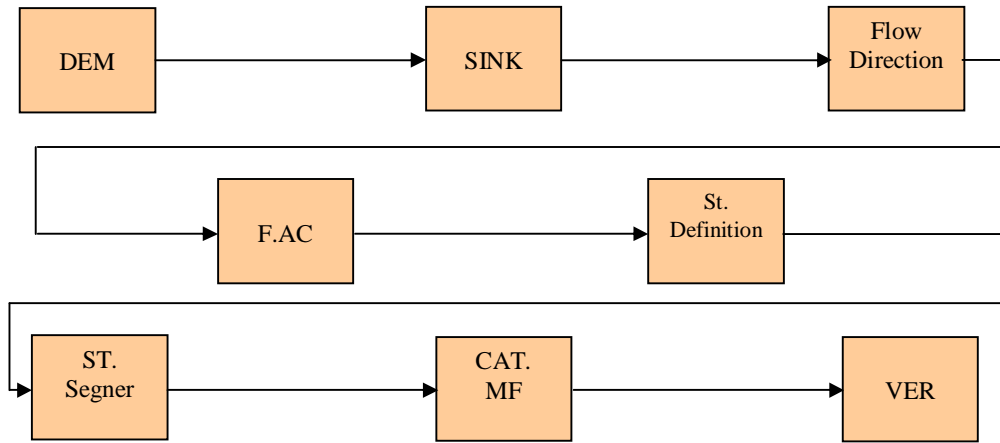 DEM
SINK
Flow
Direction
F.AC
St.
Definition
ST.
Segner
CAT.
MF
VER